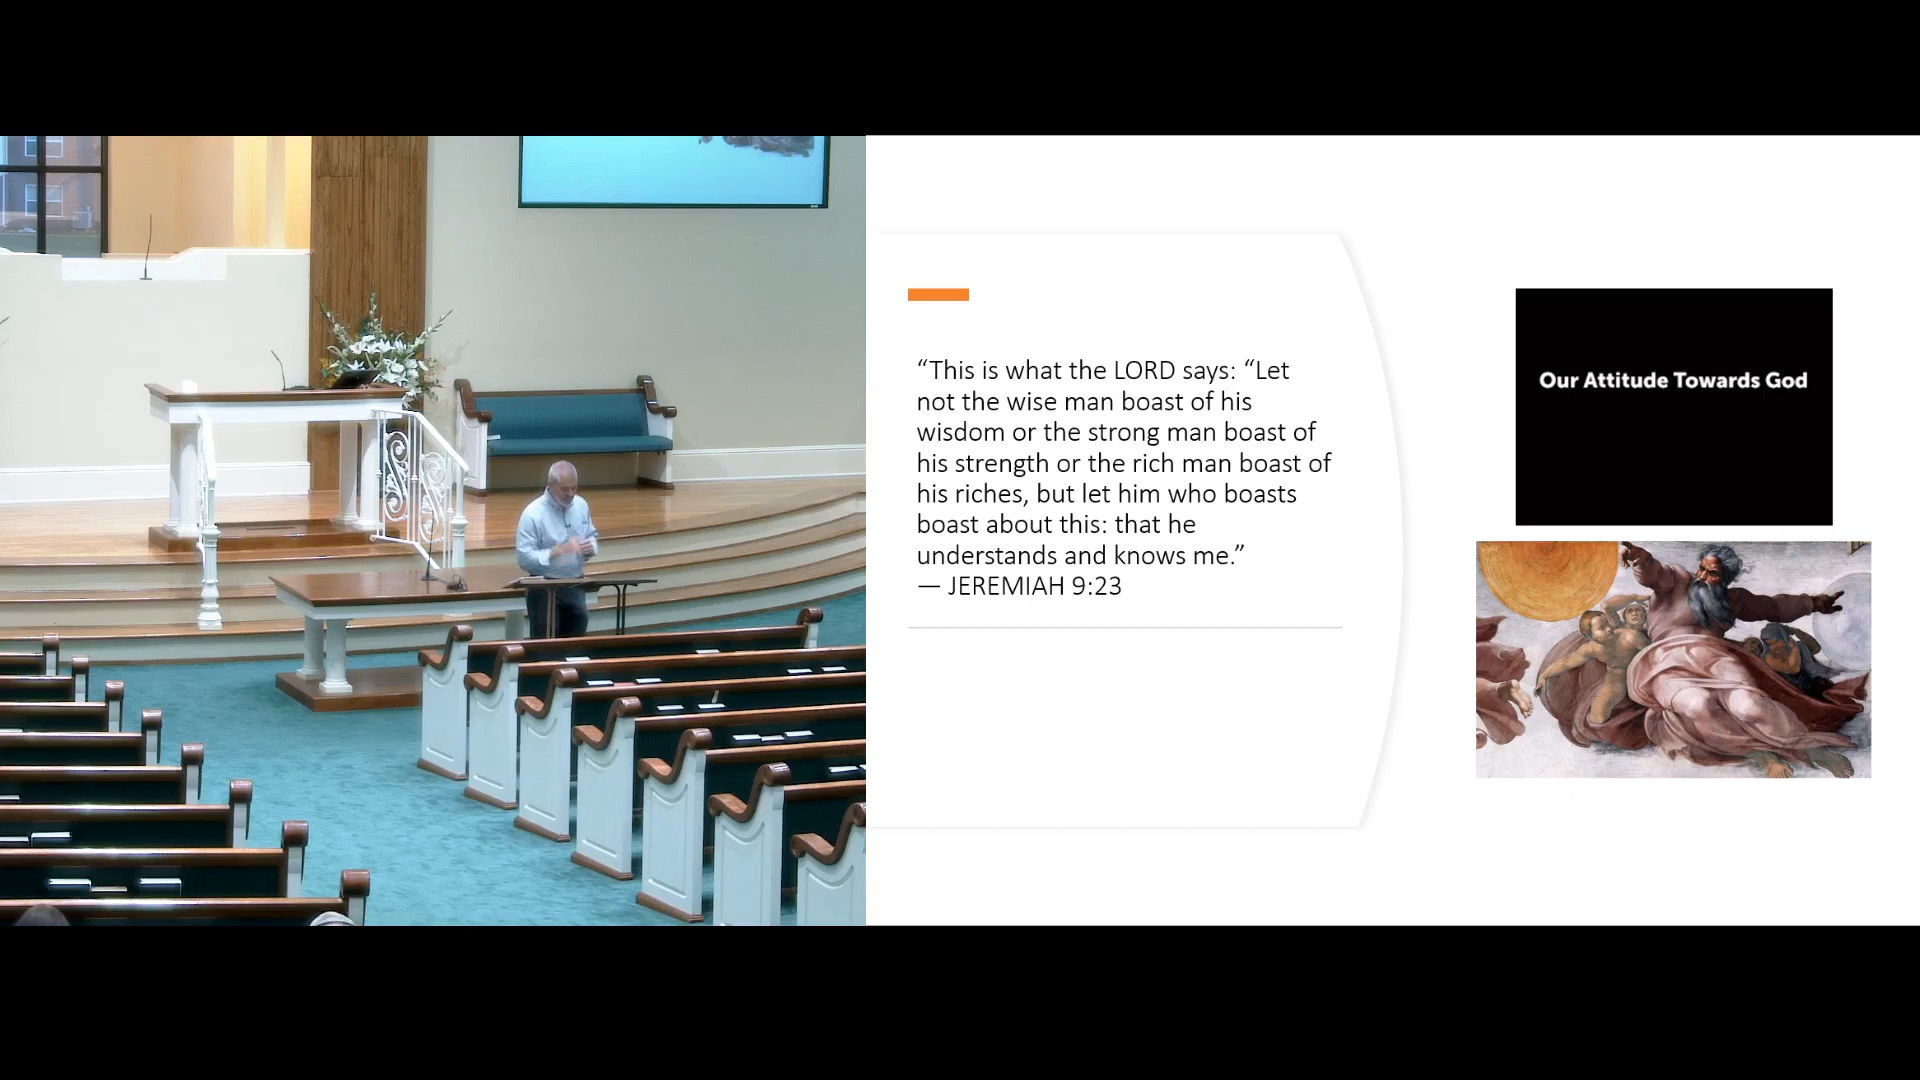 “This is what the LORD says: “Let
not the wise man boast of his
wisdom or the strong man boast of
his strength or the rich man boast of
his riches, but let him who boasts
boast about this: that he
understands and knows me.”
— JEREMIAH 9:23
Our Attitude Towards God